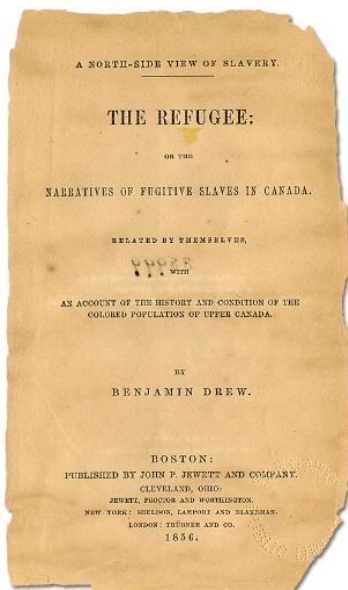 A NORTH-SIDE VIEW OF SLAVERY.
THE REFUGEE:
OR THE
NARRATIVES OF FUGITIVE SLAVES IN CANADA.
RELATED BY THEMSELVES,
WITH
AN ACCOUNT OF THE HISTORY AND CONDITION OF THE
COLORED POPULATION OF UPPER CANADA.
BY
BENJAMIN DREW.
BOSTON:
PUBLISHED BY JOHN P. JEWETT AND COMPANY.
CLEVELAND, OHIO:
JEWETT, PROCTOR AND WORTHINGTON.
NEW YORK: SHELDON, LAMPORT AND BLAKEMAN.
LONDON: TRÜBNER AND CO.
1856.